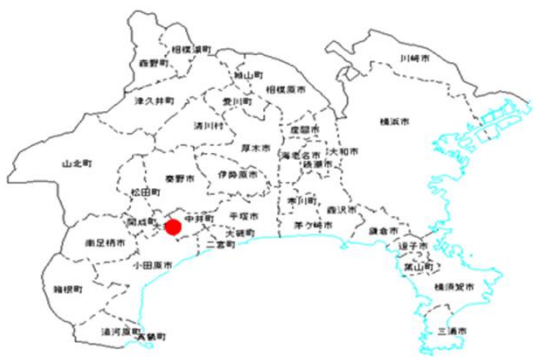 相模湖町
藤野町
川崎市
城山町
相模原市
津久井町
愛川町
清川村
横浜市
座間市
厚木市
大和市
海老名市
綾瀬市
山北町
秦野市
伊勢原市
松田町
寒川町
藤沢市
開成町
中井町
平塚市
茅ヶ崎市
鎌倉市
大磯町
二宮町
南足柄市
逗子市
小田原市
葉山町
箱根町
横須賀市
湯河原町
真鶴町
三浦市